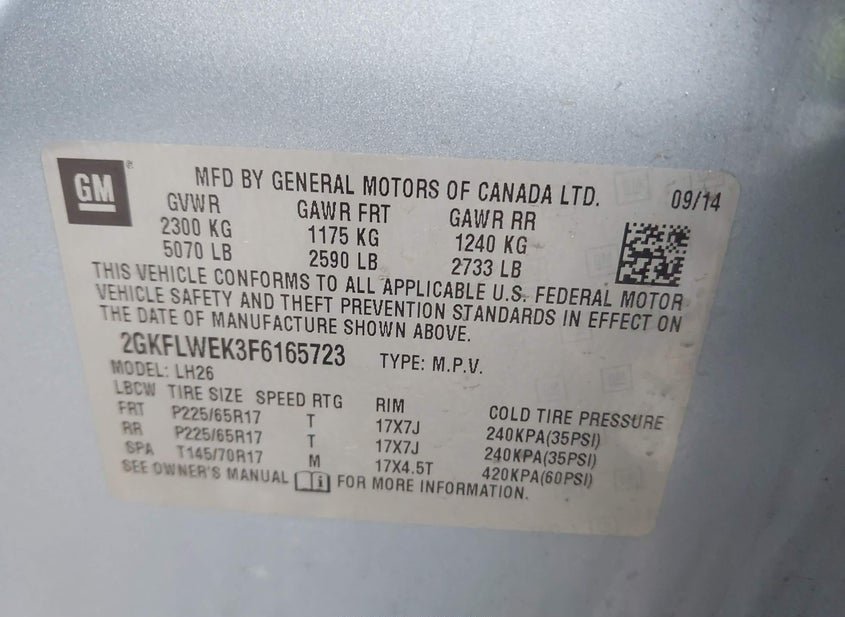 GM
MFD BY GENERAL MOTORS OF CANADA LTD. 09/14
GVWR GAWR FRT GAWR RR
2300 KG 1175 KG 1240 KG
5070 LB 2590 LB 2733 LB
THIS VEHICLE CONFORMS TO ALL APPLICABLE U.S. FEDERAL MOTOR
VEHICLE SAFETY AND THEFT PREVENTION STANDARDS IN EFFECT ON
THE DATE OF MANUFACTURE SHOWN ABOVE.
2GKFLWEK3F6165723 TYPE: M.P.V.
MODEL: LH26
LBCW TIRE SIZE SPEED RTG RIM COLD TIRE PRESSURE
FRT P225/65R17 T 17X7J 240KPA(35PSI)
RR P225/65R17 T 17X7J 240KPA(35PSI)
SPA T145/70R17 M 17X4.5T 420KPA(60PSI)
SEE OWNER'S MANUAL FOR MORE INFORMATION.